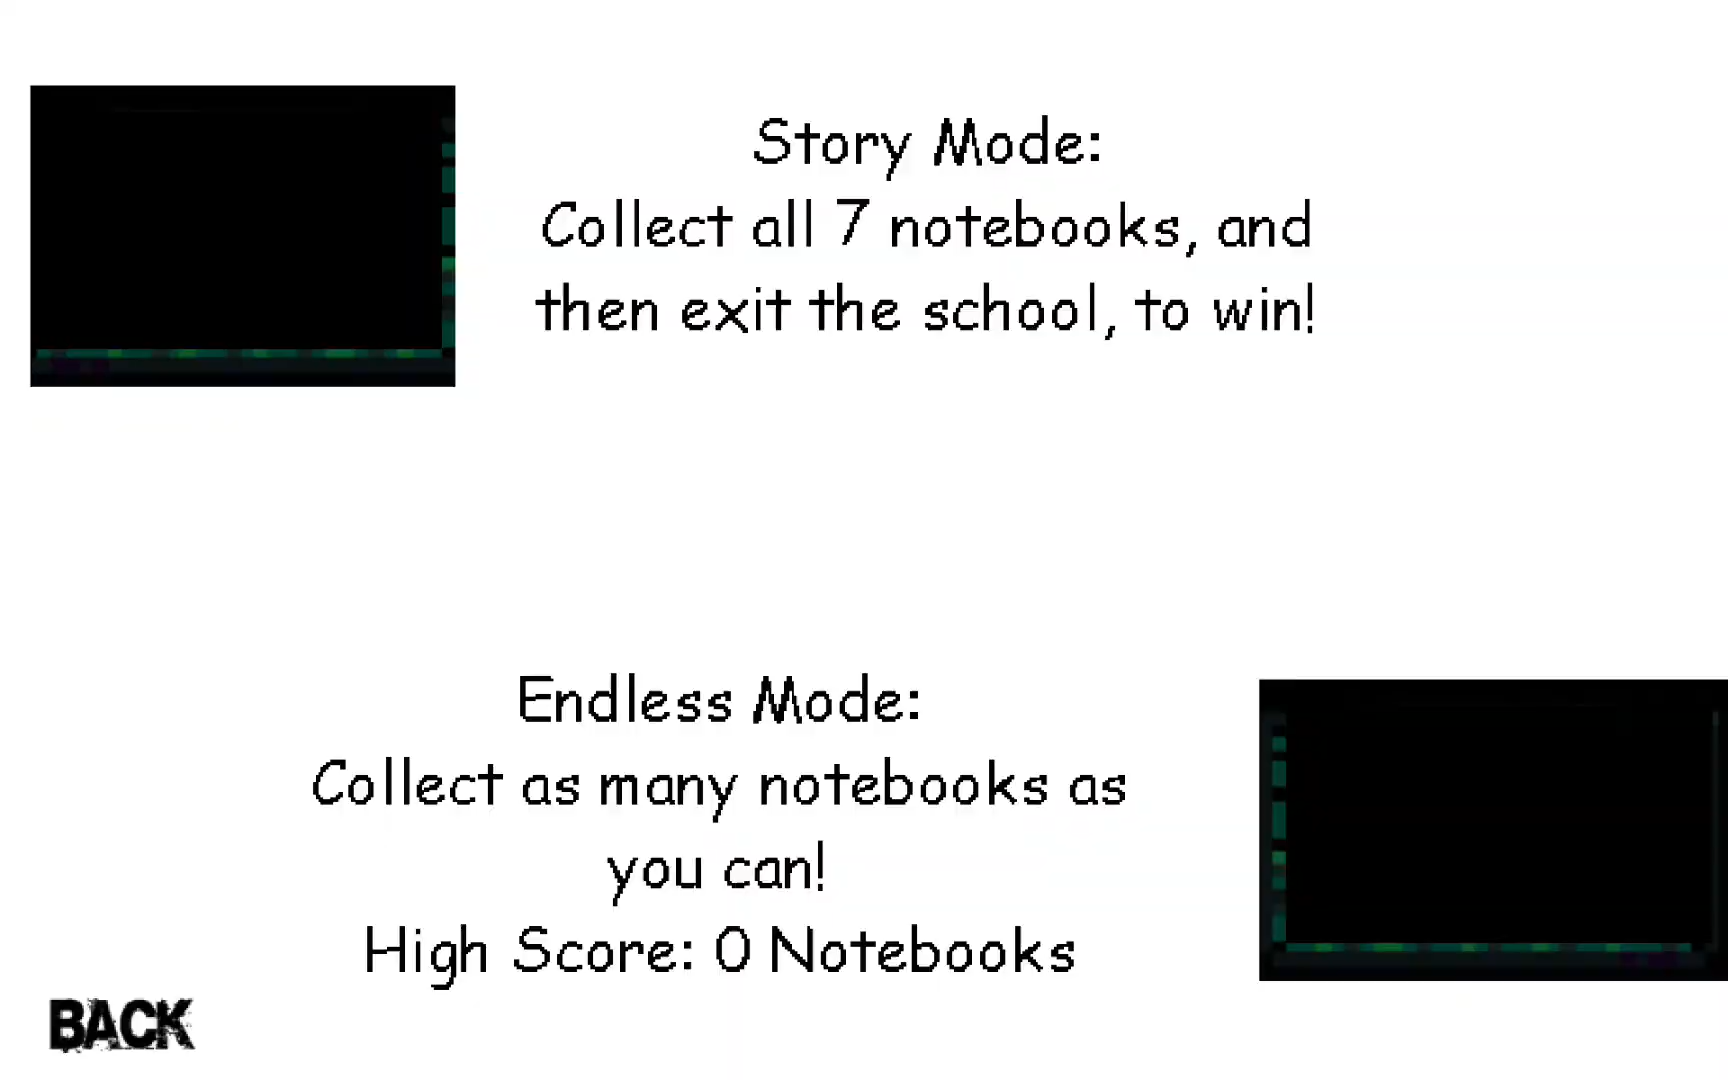 Story Mode:
Collect all 7 notebooks, and
then exit the school, to win!
Endless Mode:
Collect as many notebooks as
you can!
High Score: 0 Notebooks
BACK